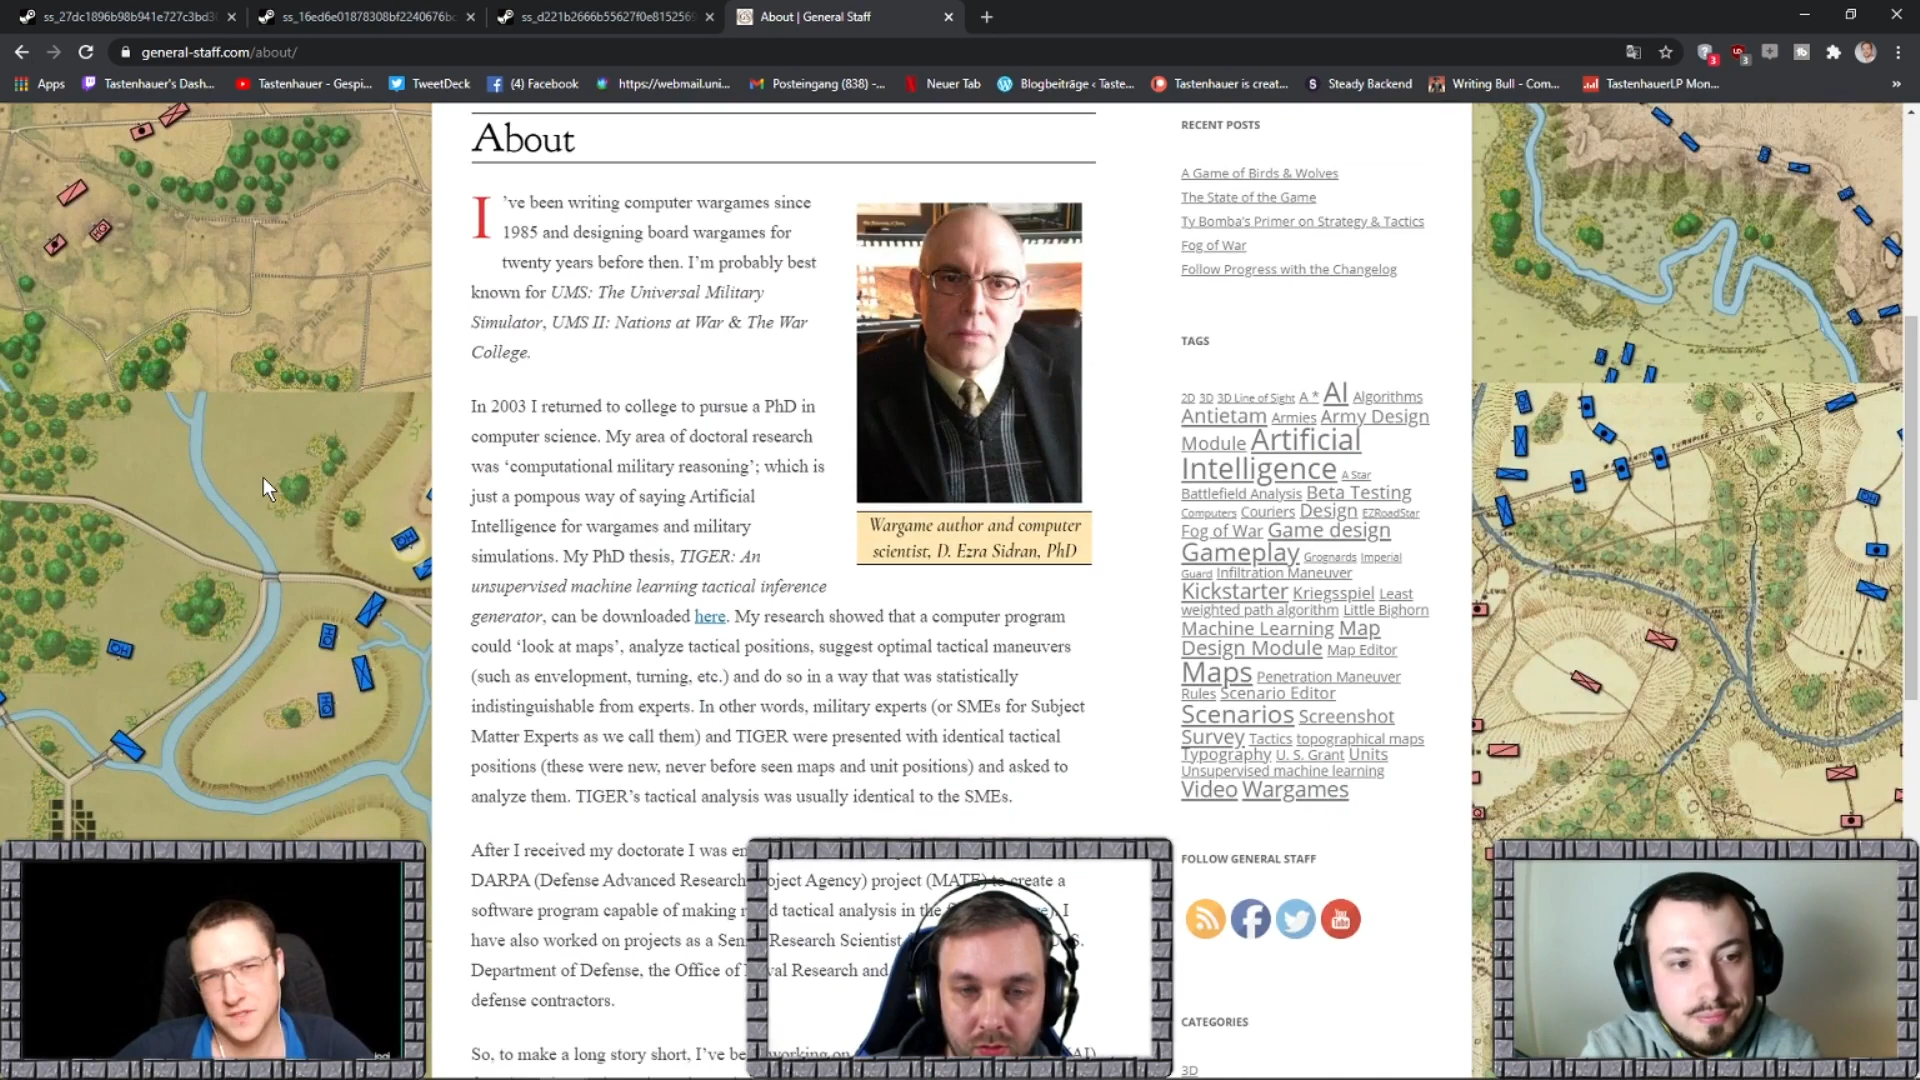 ss_27dc1896b98b941e727c3bd3
ss_16ed6e01878308bf2240676bc
ss_d221b2666b55627f0e8152569
About | General Staff
general-staff.com/about/
Apps
Tastenhauer's Dash...
Tastenhauer - Gespi...
TweetDeck
(4) Facebook
https://webmail.uni...
Posteingang (838) -...
Neuer Tab
Blogbeiträge ‹ Taste...
Tastenhauer is creat...
Steady Backend
Writing Bull - Com...
TastenhauerLP Mon...
About
I've been writing computer wargames since
1985 and designing board wargames for
twenty years before then. I'm probably best
known for UMS: The Universal Military
Simulator, UMS II: Nations at War & The War
College.
In 2003 I returned to college to pursue a PhD in
computer science. My area of doctoral research
was ‘computational military reasoning’; which is
just a pompous way of saying Artificial
Intelligence for wargames and military
simulations. My PhD thesis, TIGER: An
unsupervised machine learning tactical inference
generator, can be downloaded here. My research showed that a computer program
could ‘look at maps’, analyze tactical positions, suggest optimal tactical maneuvers
(such as envelopment, turning, etc.) and do so in a way that was statistically
indistinguishable from experts. In other words, military experts (or SMEs for Subject
Matter Experts as we call them) and TIGER were presented with identical tactical
positions (these were new, never before seen maps and unit positions) and asked to
analyze them. TIGER's tactical analysis was usually identical to the SMEs.
Wargame author and computer
scientist, D. Ezra Sidran, PhD
After I received my doctorate I was
DARPA (Defense Advanced Research Project Agency) project (MATE) to create a
software program capable of making tactical analysis in the I
have also worked on projects as a Research Scientist
Department of Defense, the Office of Naval Research and
defense contractors.
So, to make a long story short, I've working on (AI)
RECENT POSTS
A Game of Birds & Wolves
The State of the Game
Ty Bomba's Primer on Strategy & Tactics
Fog of War
Follow Progress with the Changelog
TAGS
2D 3D 3D Line of Sight A * AI Algorithms
Antietam Armies Army Design
Module Artificial
Intelligence A Star
Battlefield Analysis Beta Testing
Computers Couriers Design EZRoadStar
Fog of War Game design
Gameplay Grognards Imperial
Guard Infiltration Maneuver
Kickstarter Kriegsspiel Least
weighted path algorithm Little Bighorn
Machine Learning Map
Design Module Map Editor
Maps Penetration Maneuver
Rules Scenario Editor
Scenarios Screenshot
Survey Tactics topographical maps
Typography U. S. Grant Units
Unsupervised machine learning
Video Wargames
FOLLOW GENERAL STAFF
You Tube
CATEGORIES
3D